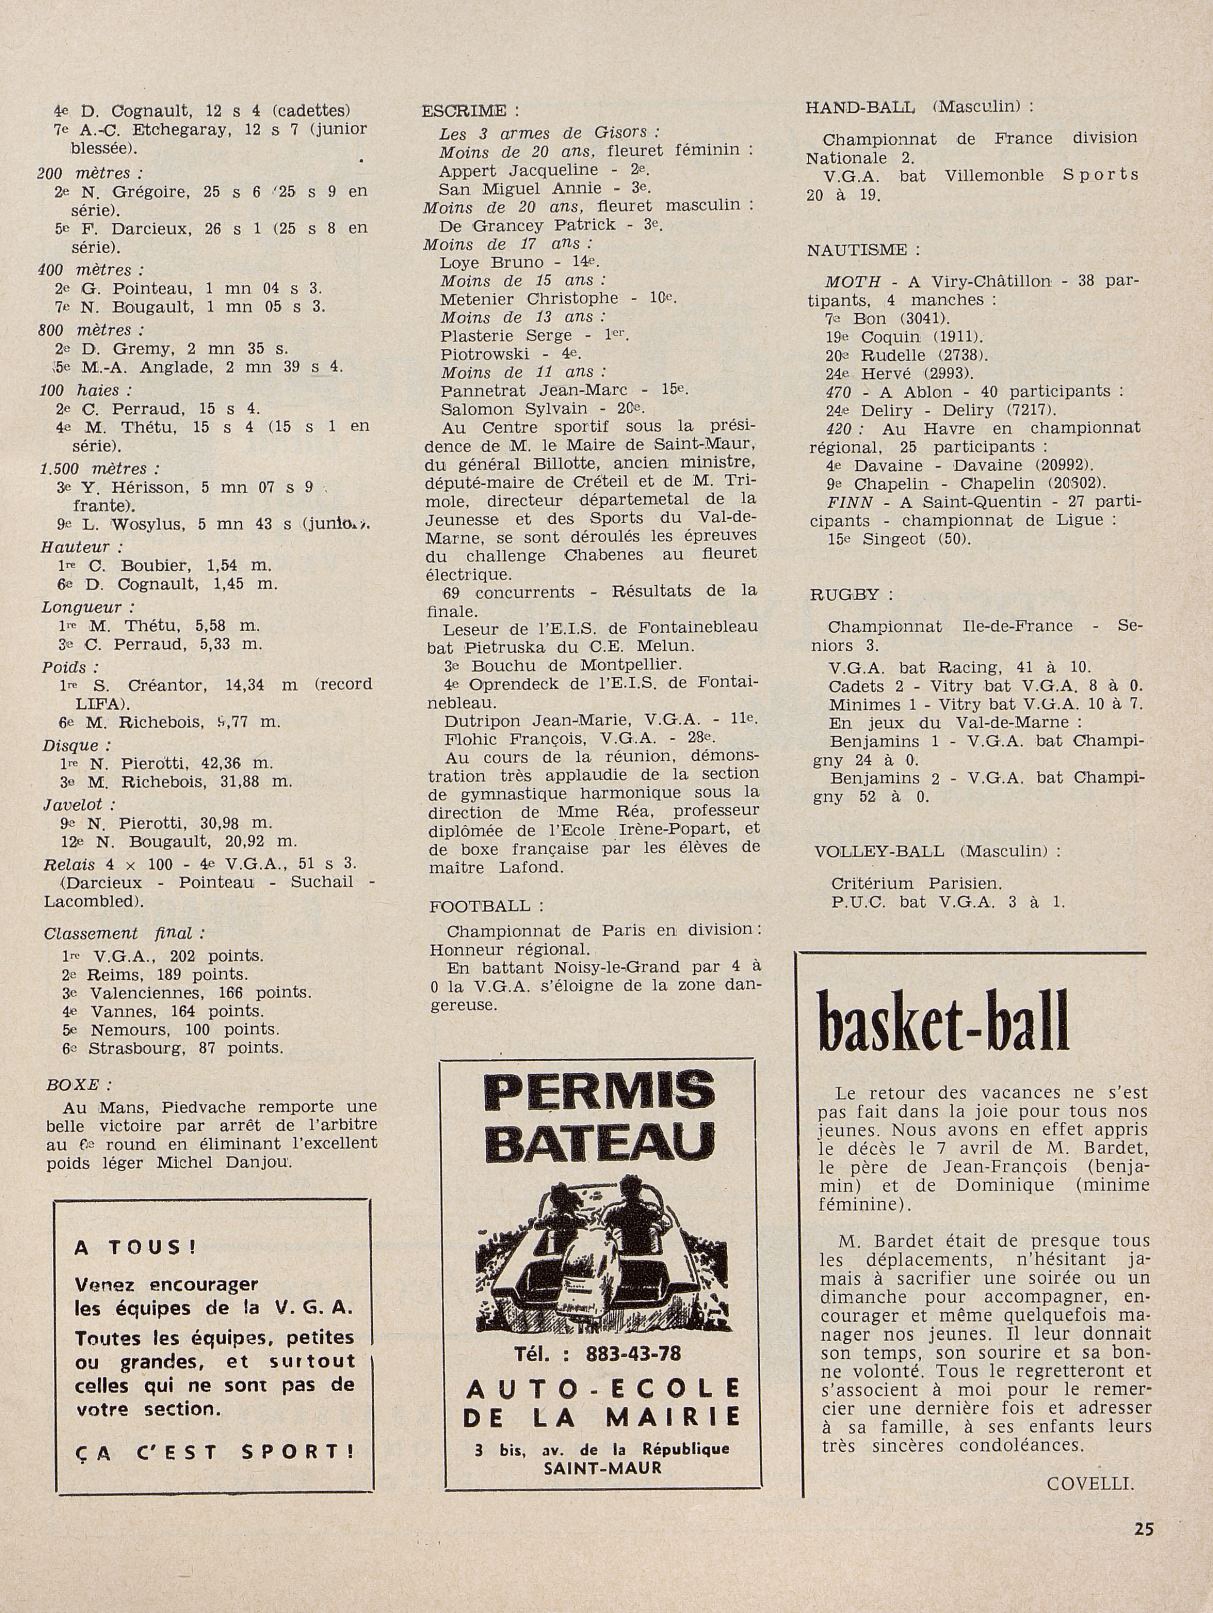 4e D. Cognault, 12 s 4 (cadettes)
7e A.-C. Etchegaray, 12 s 7 (junior
blessée).
200 mètres :
2e N. Grégoire, 25 s 6 '25 s 9 en
série).
5e F. Darcieux, 26 s 1 (25 s 8 en
série).
400 mètres :
2e G. Pointeau, 1 mn 04 s 3.
7e N. Bougault, 1 mn 05 s 3.
800 mètres :
2e D. Gremy, 2 mn 35 s.
5e M.-A. Anglade, 2 mn 39 s 4.
100 haies :
2e C. Perraud, 15 s 4.
4e M. Thétu, 15 s 4 (15 s 1 en
série).
1.500 mètres :
3e Y. Hérisson, 5 mn 07 s 9
frante).
9e L. Wosylus, 5 mn 43 s
Hauteur :
1re C. Boubier, 1,54 m.
6e D. Cognault, 1,45 m.
Longueur :
1re M. Thétu, 5,58 m.
3e C. Perraud, 5,33 m.
Poids :
1re S. Créantor, 14,34 m (record
LIFA).
6e M. Richebois, 9,77 m.
Disque :
1re N. Pierotti, 42,36 m.
3e M. Richebois, 31,88 m.
Javelot :
9e N. Pierotti, 30,98 m.
12e N. Bougault, 20,92 m.
Relais 4 × 100 - 4e V.G.A., 51 s 3.
(Darcieux - Pointeau - Suchail -
Lacombled).
Classement final :
1re V.G.A., 202 points.
2e Reims, 189 points.
3e Valenciennes, 166 points.
4e Vannes, 164 points.
5e Nemours, 100 points.
6e Strasbourg, 87 points.
BOXE :
Au Mans, Piedvache remporte une
belle victoire par arrêt de l'arbitre
au 6e round en éliminant l'excellent
poids léger Michel Danjou.
A TOUS!
Venez encourager
les équipes de la V. G. A.
Toutes les équipes, petites
ou grandes, et surtout
celles qui ne sont pas de
votre section.
ÇA C'EST SPORT!
ESCRIME :
Les 3 armes de Gisors :
Moins de 20 ans, fleuret féminin :
Appert Jacqueline - 2e.
San Miguel Annie - 3e.
Moins de 20 ans, fleuret masculin :
De Grancey Patrick - 3e.
Moins de 17 ans :
Loye Bruno - 14e.
Moins de 15 ans :
Metenier Christophe - 10e.
Moins de 13 ans :
Plasterie Serge - 1er.
Piotrowski - 4e.
Moins de 11 ans :
Pannetrat Jean-Marc - 15e.
Salomon Sylvain - 20e.
Au Centre sportif sous la prési-
dence de M. le Maire de Saint-Maur,
du général Billotte, ancien ministre,
député-maire de Créteil et de M. Tri-
mole, directeur départemetal de la
Jeunesse et des Sports du Val-de-
Marne, se sont déroulés les épreuves
du challenge Chabenes au fleuret
électrique.
69 concurrents - Résultats de la
finale.
Leseur de l'E.I.S. de Fontainebleau
bat Pietruska du C.E. Melun.
3e Bouchu de Montpellier.
4e Oprendeck de l'E.I.S. de Fontai-
nebleau.
Dutripon Jean-Marie, V.G.A. - 11e.
Flohic François, V.G.A. - 28e.
Au cours de la réunion, démons-
tration très applaudie de la section
de gymnastique harmonique sous la
direction de Mme Réa, professeur
diplômée de l'Ecole Irène-Popart, et
de boxe française par les élèves de
maître Lafond.
FOOTBALL :
Championnat de Paris en division :
Honneur régional.
En battant Noisy-le-Grand par 4 à
0 la V.G.A. s'éloigne de la zone dan-
gereuse.
PERMIS
BATEAU
Tél. : 883-43-78
AUTO-ECOLE
DE LA MAIRIE
3 bis, av. de la République
SAINT-MAUR
HAND-BALL (Masculin) :
Championnat de France division
Nationale 2.
V.G.A. bat Villemonble Sports
20 à 19.
NAUTISME :
MOTH - A Viry-Châtillon - 38 par-
tipants, 4 manches :
7e Bon (3041).
19e Coquin (1911).
20e Rudelle (2738).
24e Hervé (2993).
470 - A Ablon - 40 participants :
24e Deliry - Deliry (7217).
420 : Au Havre en championnat
régional, 25 participants :
4e Davaine - Davaine (20992).
9e Chapelin - Chapelin (20302).
FINN - A Saint-Quentin - 27 parti-
cipants - championnat de Ligue :
15e Singeot (50).
RUGBY :
Championnat Ile-de-France - Se-
niors 3.
V.G.A. bat Racing, 41 à 10.
Cadets 2 - Vitry bat V.G.A. 8 à 0.
Minimes 1 - Vitry bat V.G.A. 10 à 7.
En jeux du Val-de-Marne :
Benjamins 1 - V.G.A. bat Champi-
gny 24 à 0.
Benjamins 2 - V.G.A. bat Champi-
gny 52 à 0.
VOLLEY-BALL (Masculin) :
Critérium Parisien.
P.U.C. bat V.G.A. 3 à 1.
basket-ball
Le retour des vacances ne s'est
pas fait dans la joie pour tous nos
jeunes. Nous avons en effet appris
le décès le 7 avril de M. Bardet,
le père de Jean-François (benja-
min) et de Dominique (minime
féminine).
M. Bardet était de presque tous
les déplacements, n'hésitant ja-
mais à sacrifier une soirée ou un
dimanche pour accompagner, en-
courager et même quelquefois ma-
nager nos jeunes. Il leur donnait
son temps, son sourire et sa bon-
ne volonté. Tous le regretteront et
s'associent à moi pour le remer-
cier une dernière fois et adresser
à sa famille, à ses enfants leurs
très sincères condoléances.
COVELLI.
25